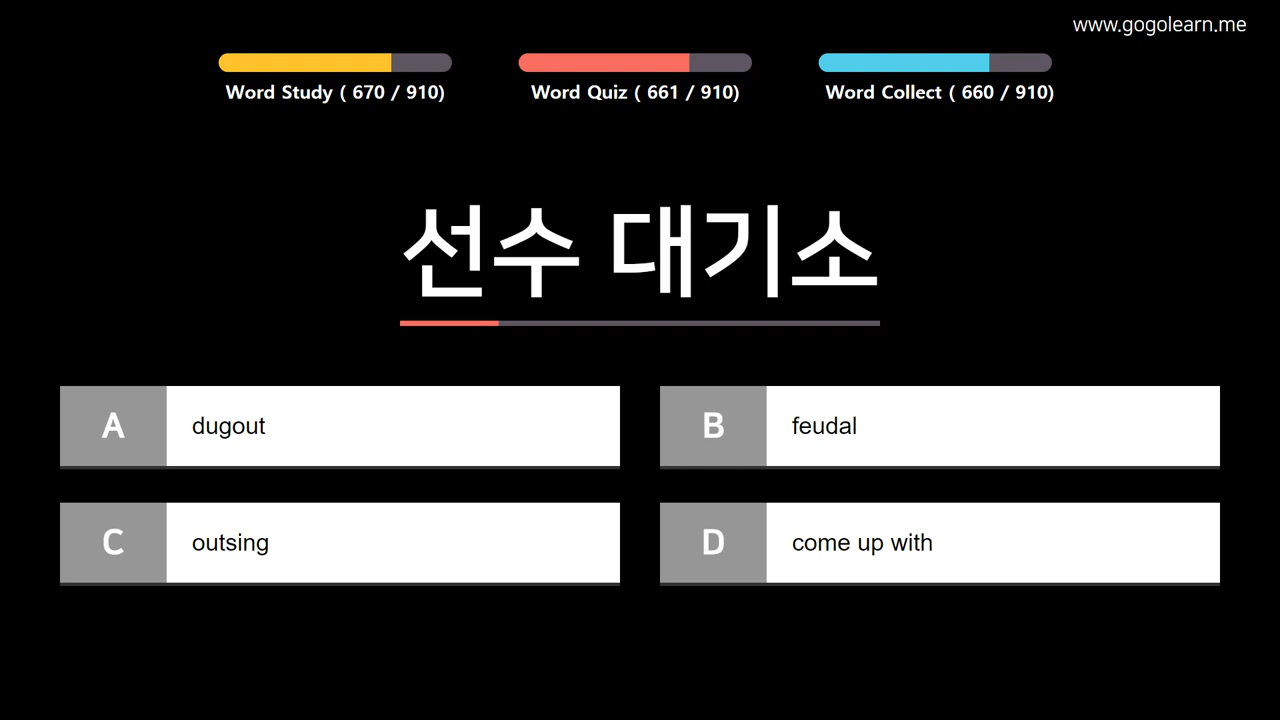 www.gogolearn.me
Word Study ( 670 / 910)
Word Quiz ( 661 / 910)
Word Collect ( 660 / 910)
선수 대기소
A dugout
B feudal
C outsing
D come up with